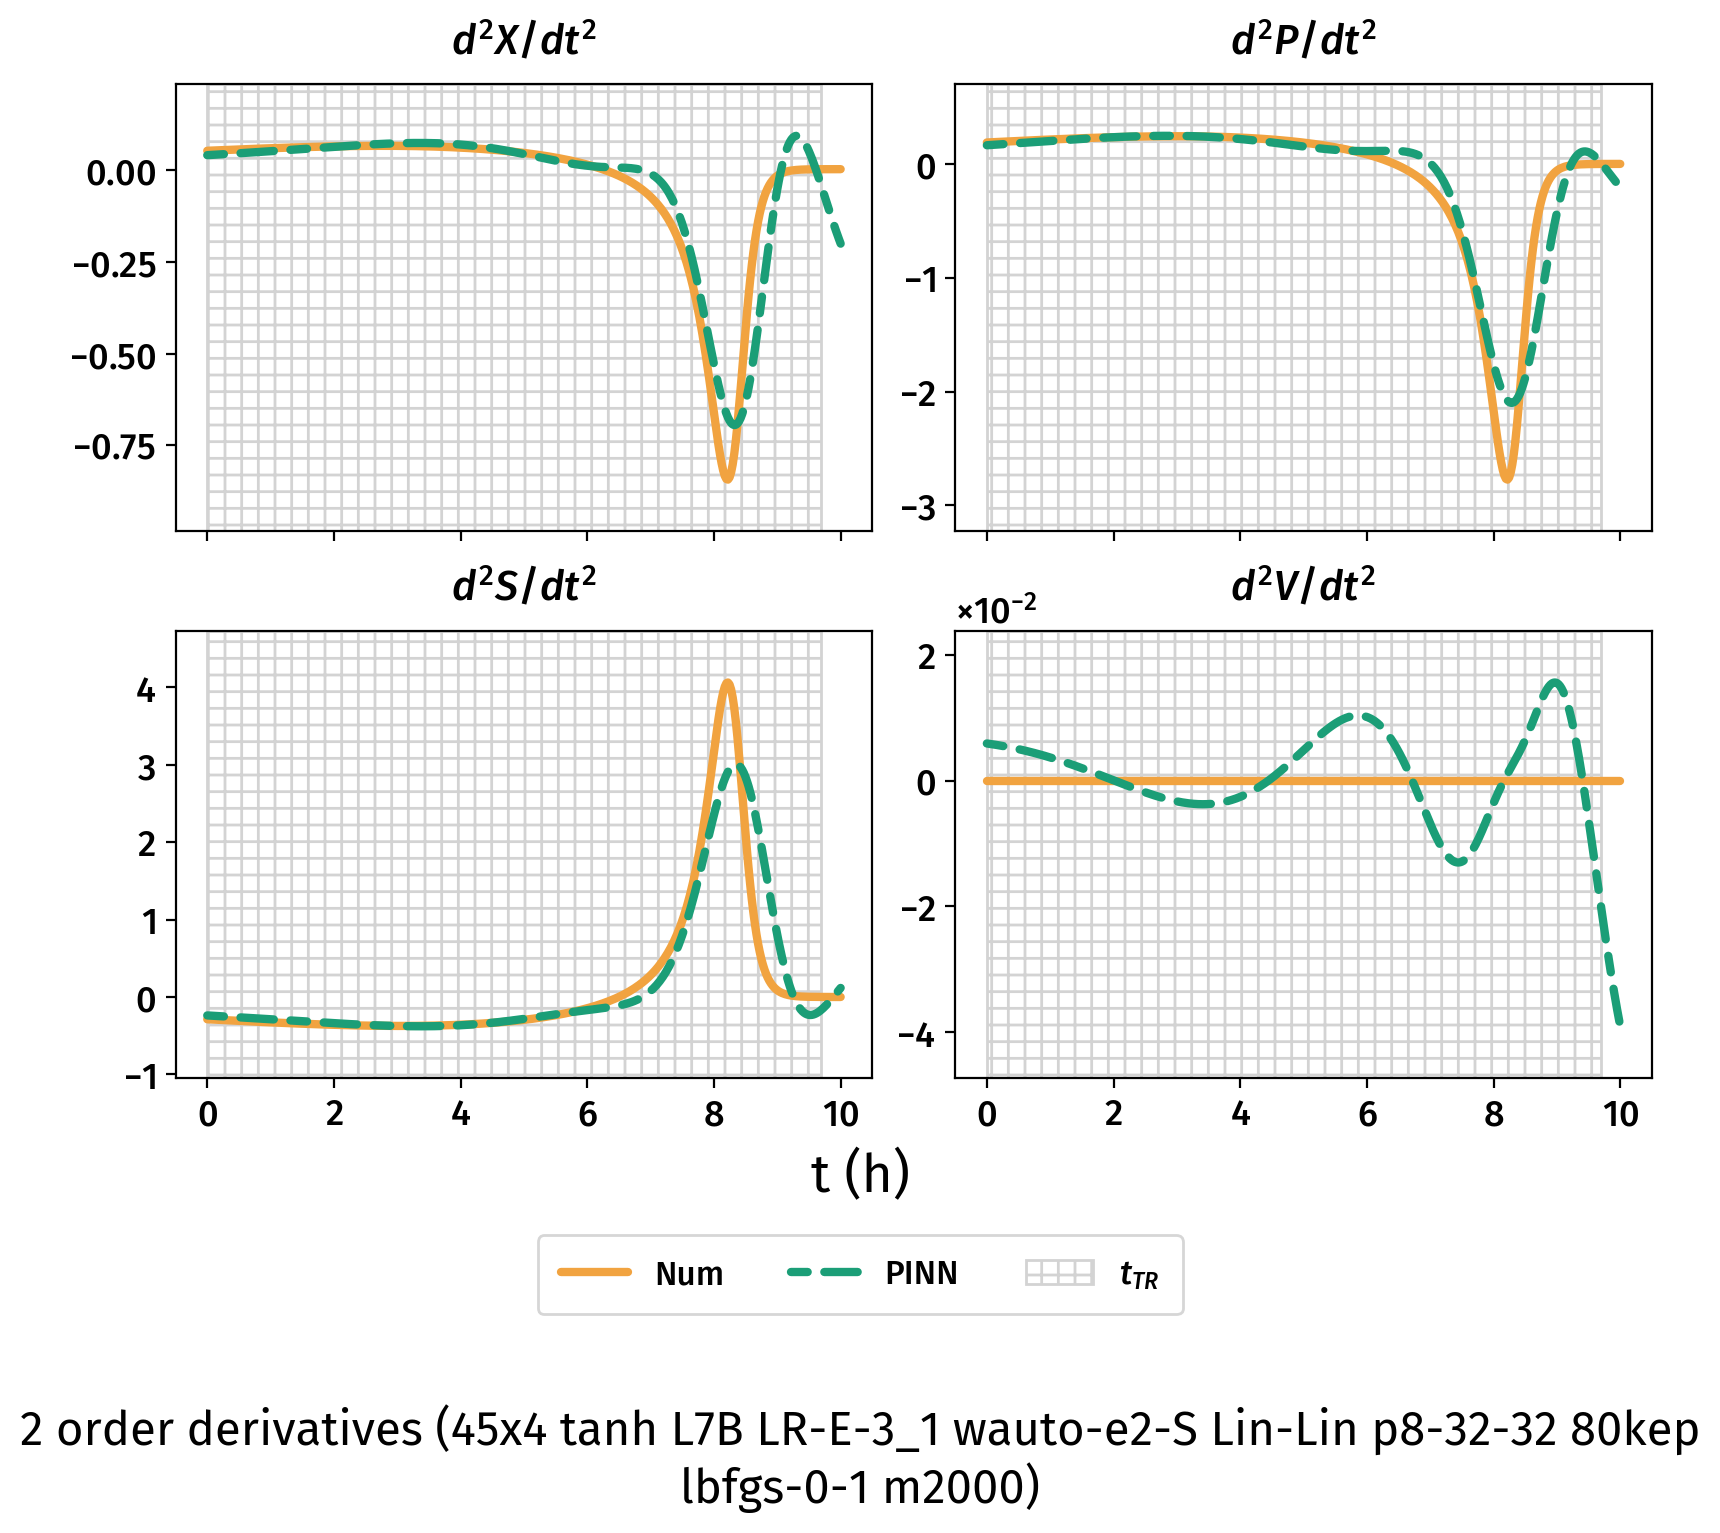 d²X/dt²
d²P/dt²
0.00
−0.25
−0.50
−0.75
0
−1
−2
−3
d²S/dt²
d²V/dt²
×10⁻²
4
3
2
1
0
−1
2
0
−2
−4
0 2 4 6 8 10
0 2 4 6 8 10
t (h)
Num PINN t_TR
2 order derivatives (45x4 tanh L7B LR-E-3_1 wauto-e2-S Lin-Lin p8-32-32 80kep
lbfgs-0-1 m2000)